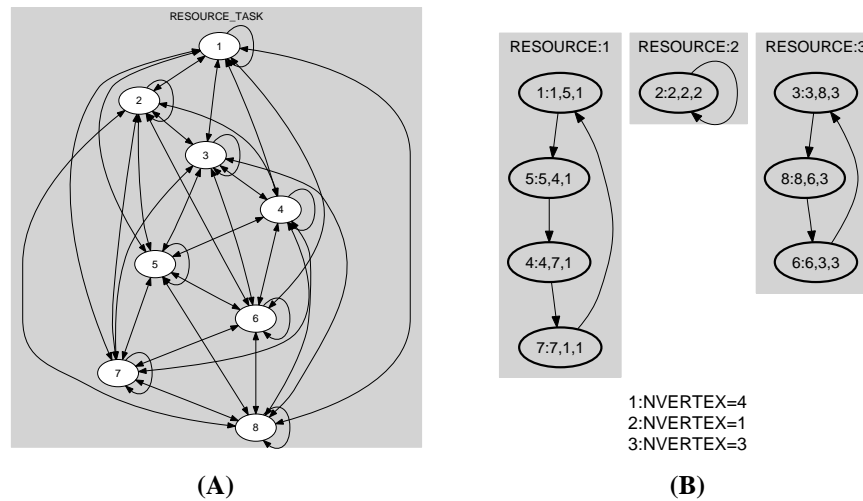 RESOURCE_TASK
1
2
3
4
5
6
7
8
(A)
RESOURCE:1
1:1,5,1
5:5,4,1
4:4,7,1
7:7,1,1
RESOURCE:2
2:2,2,2
RESOURCE:3
3:3,8,3
8:8,6,3
6:6,3,3
1:NVERTEX=4
2:NVERTEX=1
3:NVERTEX=3
(B)